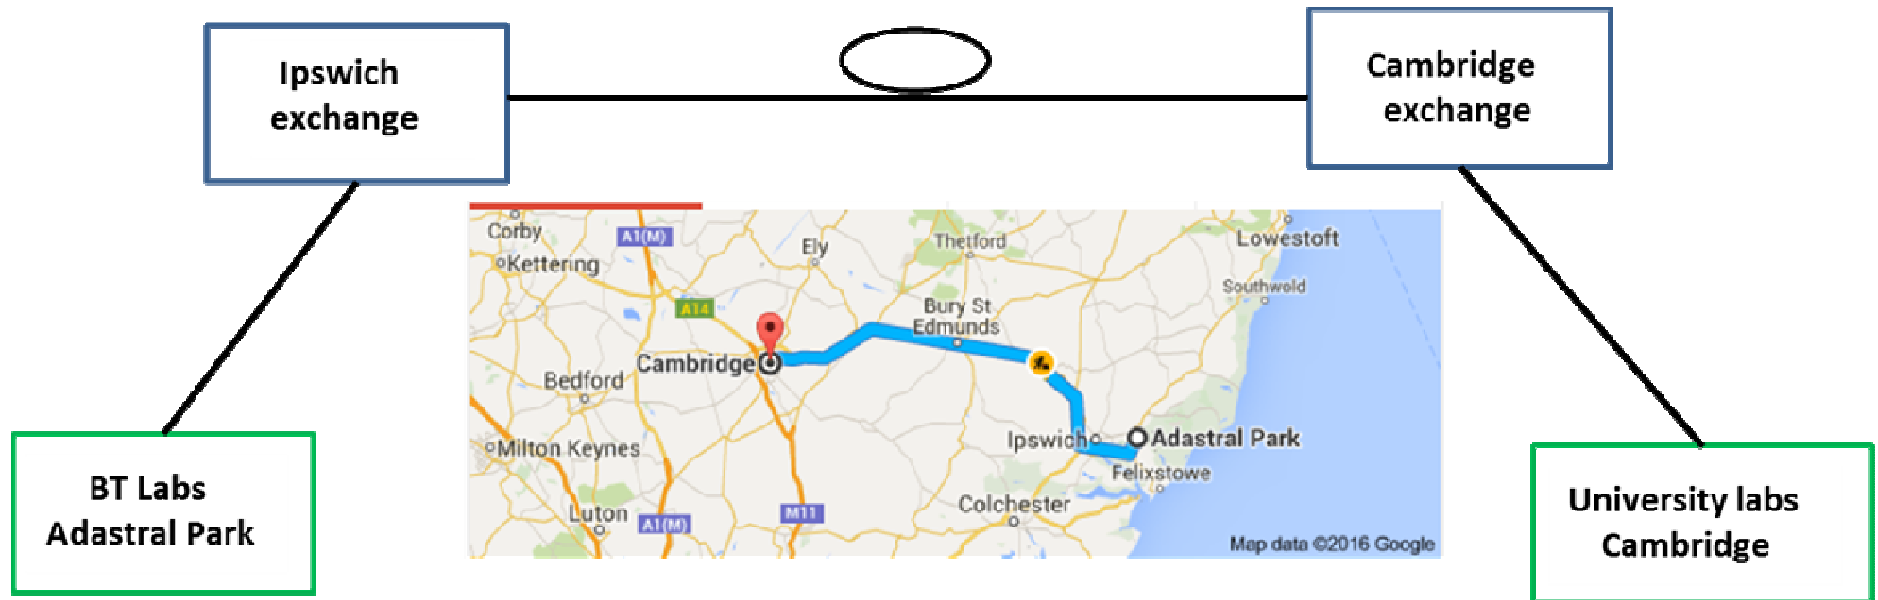 Ipswich
exchange
Cambridge
exchange
Corby
A1(M)
Ely
Thetford
Lowestoft
Kettering
Southwold
A14
Bury St
Edmunds
Cambridge
Bedford
Ipswich
Adastral Park
Milton Keynes
Felixstowe
Luton
A1(M)
M11
Colchester
Map data ©2016 Google
BT Labs
Adastral Park
University labs
Cambridge